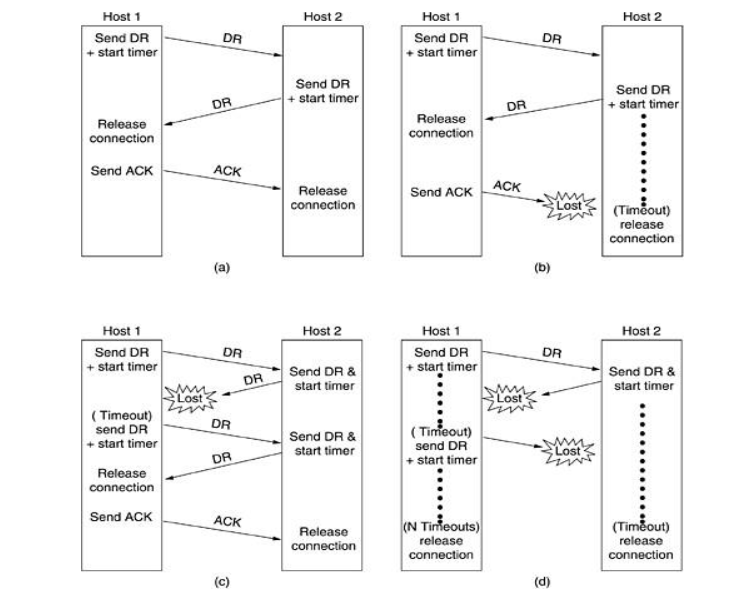 Host 1
Host 2
Send DR
+ start timer
DR
Send DR
+ start timer
DR
Release
connection
Send ACK
ACK
Release
connection
(a)
Host 1
Host 2
Send DR
+ start timer
DR
Send DR
+ start timer
DR
Release
connection
Send ACK
ACK
Lost
(Timeout)
release
connection
(b)
Host 1
Host 2
Send DR
+ start timer
DR
Send DR &
start timer
DR
Lost
( Timeout)
send DR
+ start timer
DR
Send DR &
start timer
DR
Release
connection
Send ACK
ACK
Release
connection
(c)
Host 1
Host 2
Send DR
+ start timer
DR
Send DR &
start timer
Lost
( Timeout)
send DR
+ start timer
Lost
(N Timeouts)
release
connection
(Timeout)
release
connection
(d)